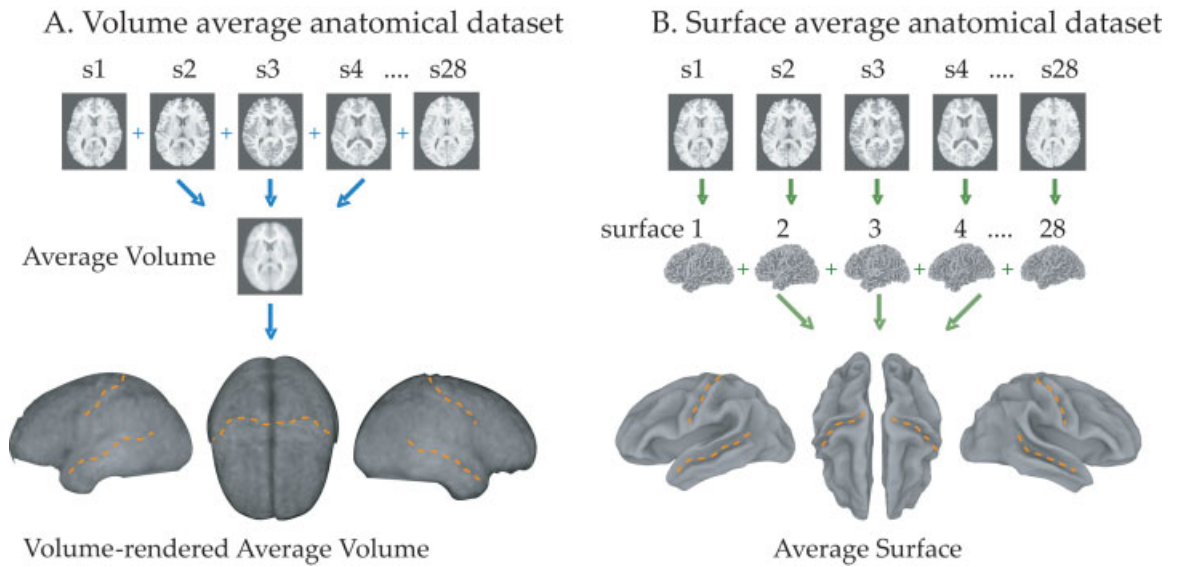 A. Volume average anatomical dataset
s1 s2 s3 s4 .... s28
+ + + +
Average Volume
Volume-rendered Average Volume
B. Surface average anatomical dataset
s1 s2 s3 s4 .... s28
surface 1 2 3 4 .... 28
+ + + +
Average Surface